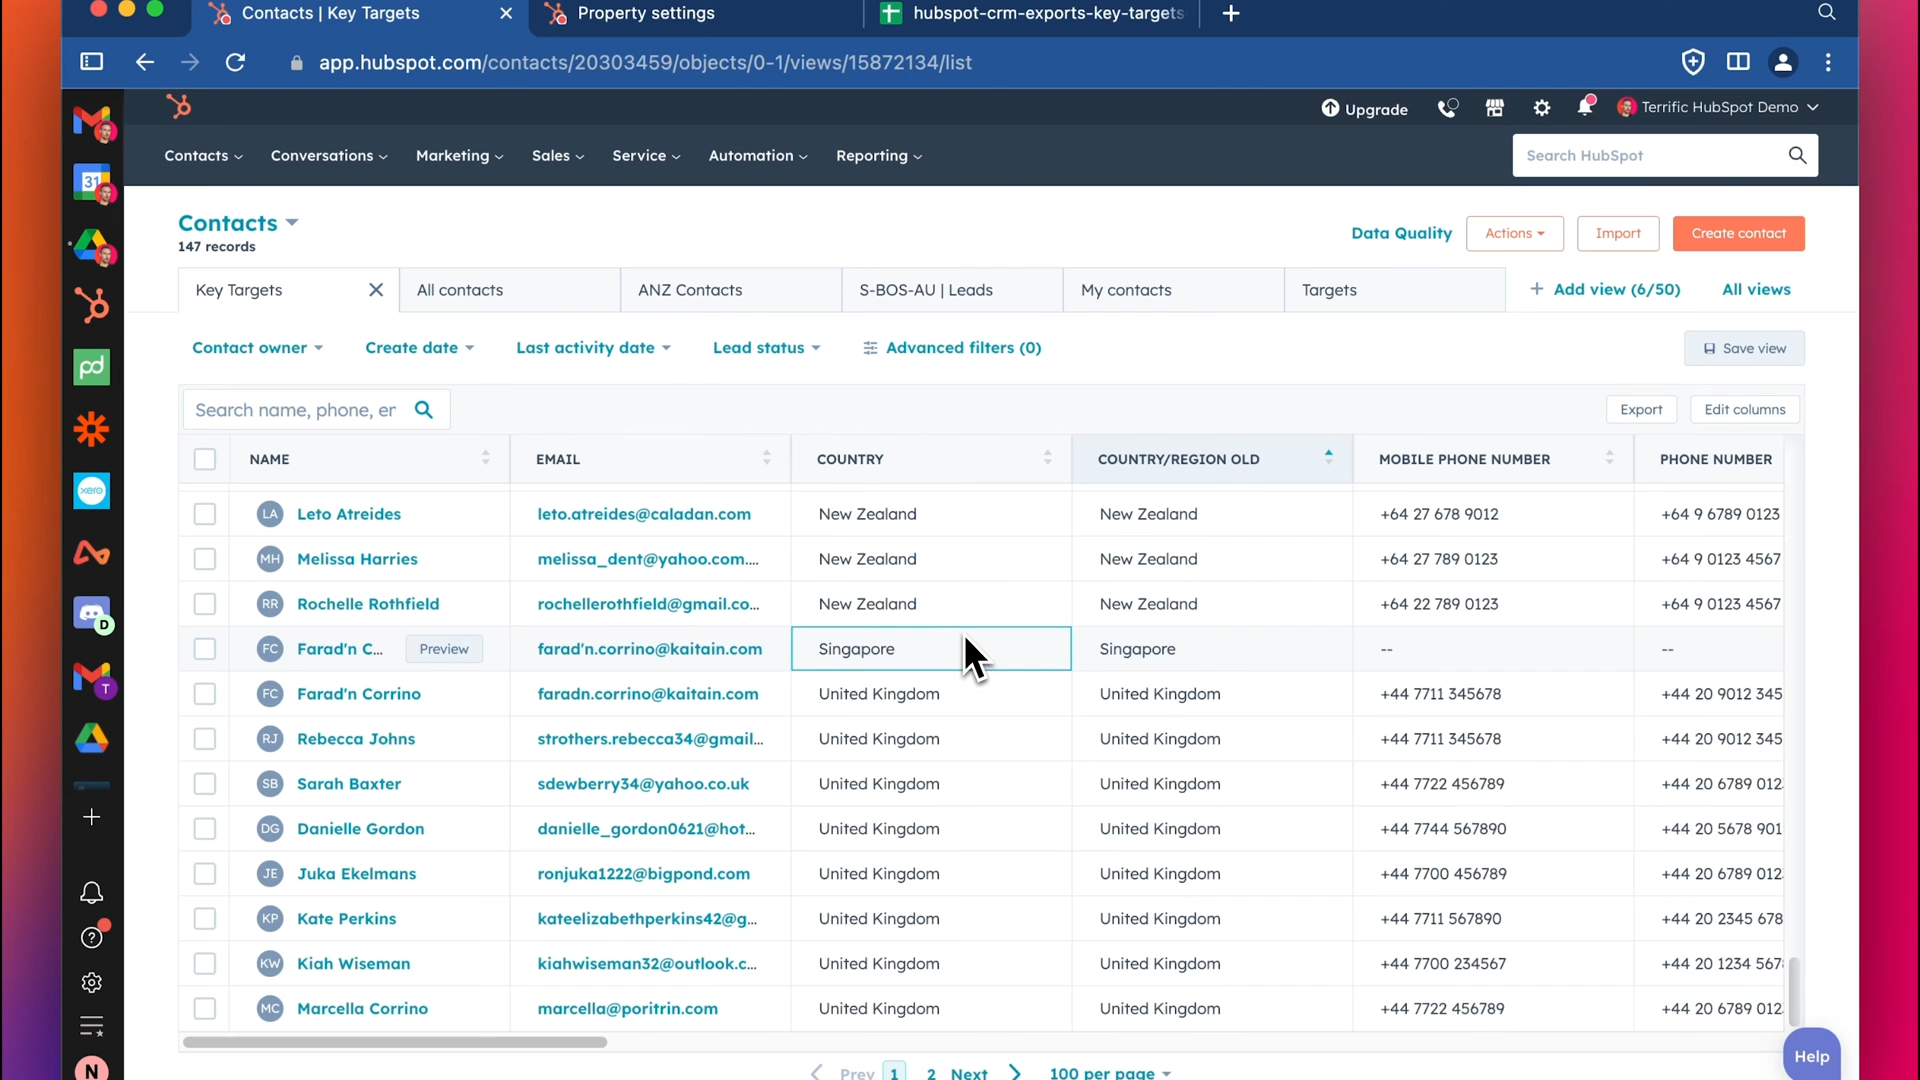 Contacts | Key Targets
Property settings
hubspot-crm-exports-key-targets
app.hubspot.com/contacts/20303459/objects/0-1/views/15872134/list
Upgrade
Terrific HubSpot Demo
Contacts
Conversations
Marketing
Sales
Service
Automation
Reporting
Search HubSpot
Contacts
147 records
Data Quality
Actions
Import
Create contact
Key Targets
All contacts
ANZ Contacts
S-BOS-AU | Leads
My contacts
Targets
+ Add view (6/50)
All views
Contact owner
Create date
Last activity date
Lead status
Advanced filters (0)
Save view
Search name, phone, er
Export
Edit columns
NAME EMAIL COUNTRY COUNTRY/REGION OLD MOBILE PHONE NUMBER PHONE NUMBER
LA Leto Atreides leto.atreides@caladan.com New Zealand New Zealand +64 27 678 9012 +64 9 6789 0123
MH Melissa Harries melissa_dent@yahoo.com.... New Zealand New Zealand +64 27 789 0123 +64 9 0123 4567
RR Rochelle Rothfield rochellerothfield@gmail.co... New Zealand New Zealand +64 22 789 0123 +64 9 0123 4567
FC Farad'n C... Preview farad'n.corrino@kaitain.com Singapore Singapore -- --
FC Farad'n Corrino faradn.corrino@kaitain.com United Kingdom United Kingdom +44 7711 345678 +44 20 9012 345
RJ Rebecca Johns strothers.rebecca34@gmail... United Kingdom United Kingdom +44 7711 345678 +44 20 9012 345
SB Sarah Baxter sdewberry34@yahoo.co.uk United Kingdom United Kingdom +44 7722 456789 +44 20 6789 012
DG Danielle Gordon danielle_gordon0621@hot... United Kingdom United Kingdom +44 7744 567890 +44 20 5678 901
JE Juka Ekelmans ronjuka1222@bigpond.com United Kingdom United Kingdom +44 7700 456789 +44 20 6789 012
KP Kate Perkins kateelizabethperkins42@g... United Kingdom United Kingdom +44 7711 567890 +44 20 2345 678
KW Kiah Wiseman kiahwiseman32@outlook.c... United Kingdom United Kingdom +44 7700 234567 +44 20 1234 567
MC Marcella Corrino marcella@poritrin.com United Kingdom United Kingdom +44 7722 456789 +44 20 6789 012
Prev 1 2 Next 100 per page
Help
31
pd
xero
D
T
N